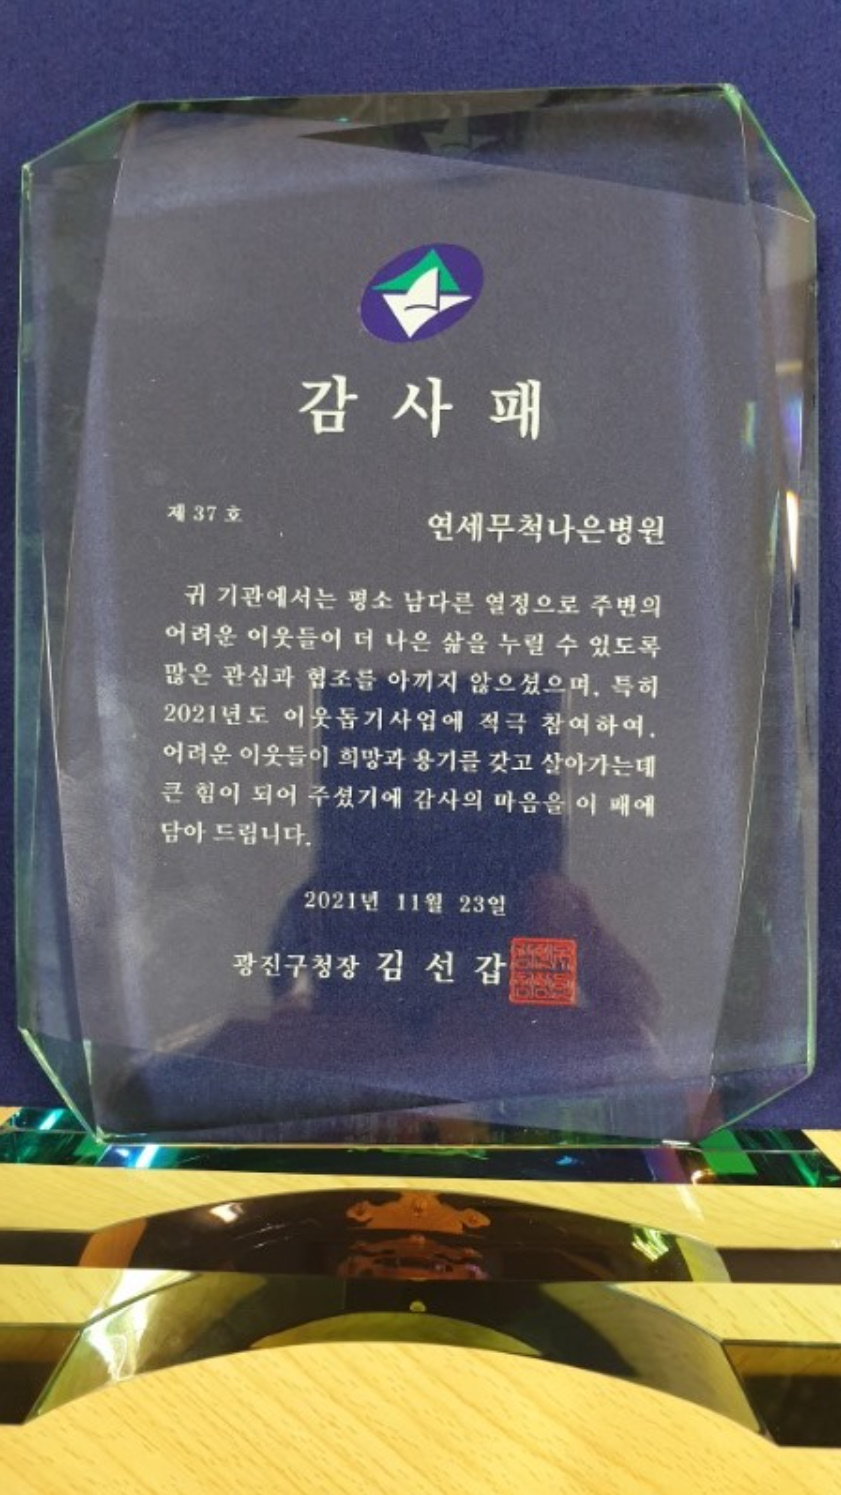 감사패
제 37 호
연세무척나은병원
귀 기관에서는 평소 남다른 열정으로 주변의
어려운 이웃들이 더 나은 삶을 누릴 수 있도록
많은 관심과 협조를 아끼지 않으셨으며, 특히
2021년도 이웃돕기사업에 적극 참여하여,
어려운 이웃들이 희망과 용기를 갖고 살아가는데
큰 힘이 되어 주셨기에 감사의 마음을 이 패에
담아 드립니다.
2021년 11월 23일
광진구청장 김선갑